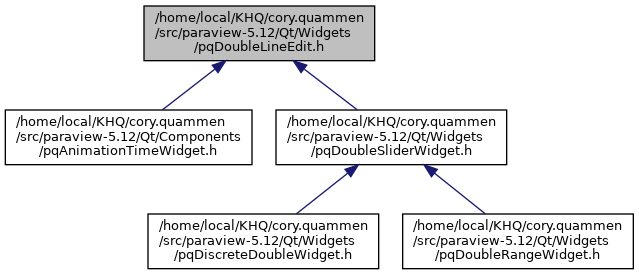 /home/local/KHQ/cory.quammen
/src/paraview-5.12/Qt/Widgets
/pqDoubleLineEdit.h
/home/local/KHQ/cory.quammen
/src/paraview-5.12/Qt/Components
/pqAnimationTimeWidget.h
/home/local/KHQ/cory.quammen
/src/paraview-5.12/Qt/Widgets
/pqDoubleSliderWidget.h
/home/local/KHQ/cory.quammen
/src/paraview-5.12/Qt/Widgets
/pqDiscreteDoubleWidget.h
/home/local/KHQ/cory.quammen
/src/paraview-5.12/Qt/Widgets
/pqDoubleRangeWidget.h